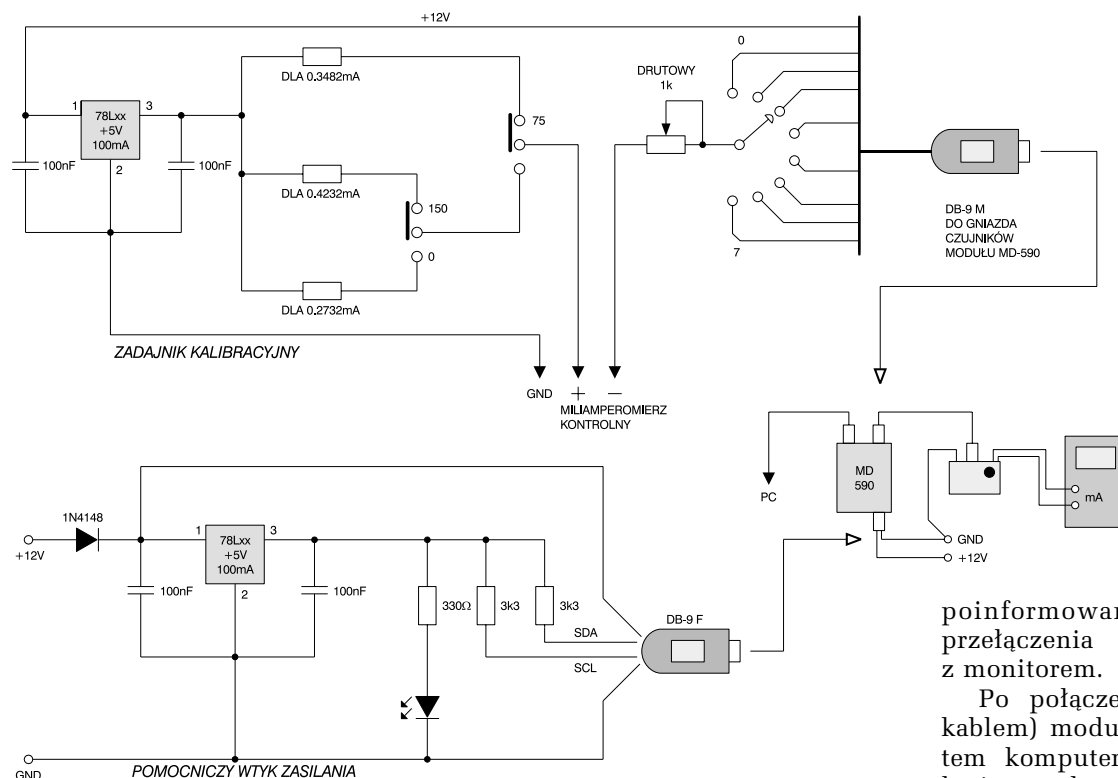 +12V
0
DLA 0.3482mA
DRUTOWY
1k
1
78Lxx
+5V
100mA
3
2
100nF
100nF
75
DLA 0.4232mA
150
0
DLA 0.2732mA
7
DB-9 M
DO GNIAZDA
CZUJNIKÓW
MODUŁU MD-590
ZADAJNIK KALIBRACYJNY
GND
+
−
MILIAMPEROMIERZ
KONTROLNY
MD
590
PC
mA
GND
+12V
1N4148
+12V
1
78Lxx
+5V
100mA
3
2
100nF
100nF
330Ω
3k3
3k3
SDA
SCL
DB-9 F
GND
POMOCNICZY WTYK ZASILANIA
poinformowan
przełączenia
z monitorem.
Po połącze
kablem) modu
tem komputer